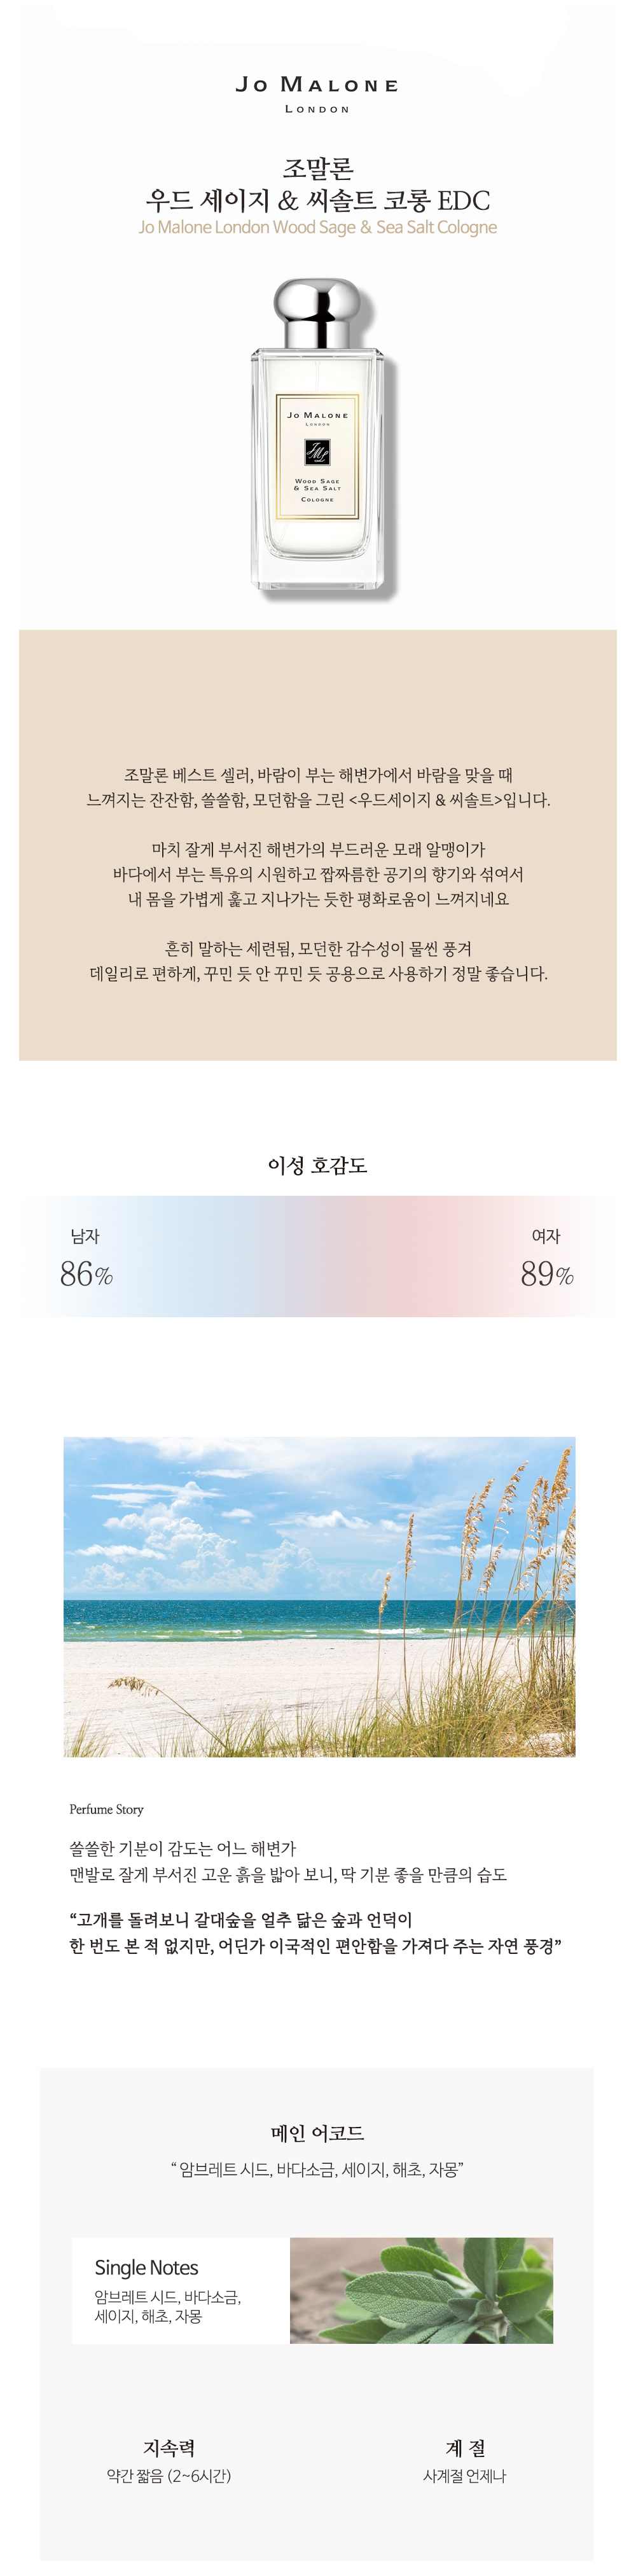 JO MALONE
LONDON
조말론
우드 세이지 & 씨솔트 코롱 EDC
Jo Malone London Wood Sage & Sea Salt Cologne
JO MALONE
LONDON
WOOD SAGE
& SEA SALT
COLOGNE
조말론 베스트 셀러, 바람이 부는 해변가에서 바람을 맞을 때
느껴지는 잔잔함, 쓸쓸함, 모던함을 그린 <우드세이지 & 씨솔트>입니다.
마치 잘게 부서진 해변가의 부드러운 모래 알맹이가
바다에서 부는 특유의 시원하고 짭짜름한 공기의 향기와 섞여서
내 몸을 가볍게 훑고 지나가는 듯한 평화로움이 느껴지네요
흔히 말하는 세련됨, 모던한 감수성이 물씬 풍겨
데일리로 편하게, 꾸민 듯 안 꾸민 듯 공용으로 사용하기 정말 좋습니다.
이성 호감도
남자 여자
86% 89%
Perfume Story
쓸쓸한 기분이 감도는 어느 해변가
맨발로 잘게 부서진 고운 흙을 밟아 보니, 딱 기분 좋을 만큼의 습도
“고개를 돌려보니 갈대숲을 얼추 닮은 숲과 언덕이
한 번도 본 적 없지만, 어딘가 이국적인 편안함을 가져다 주는 자연 풍경”
메인 어코드
“ 암브레트 시드, 바다소금, 세이지, 해초, 자몽”
Single Notes
암브레트 시드, 바다소금,
세이지, 해초, 자몽
지속력 계 절
약간 짧음 (2~6시간) 사계절 언제나